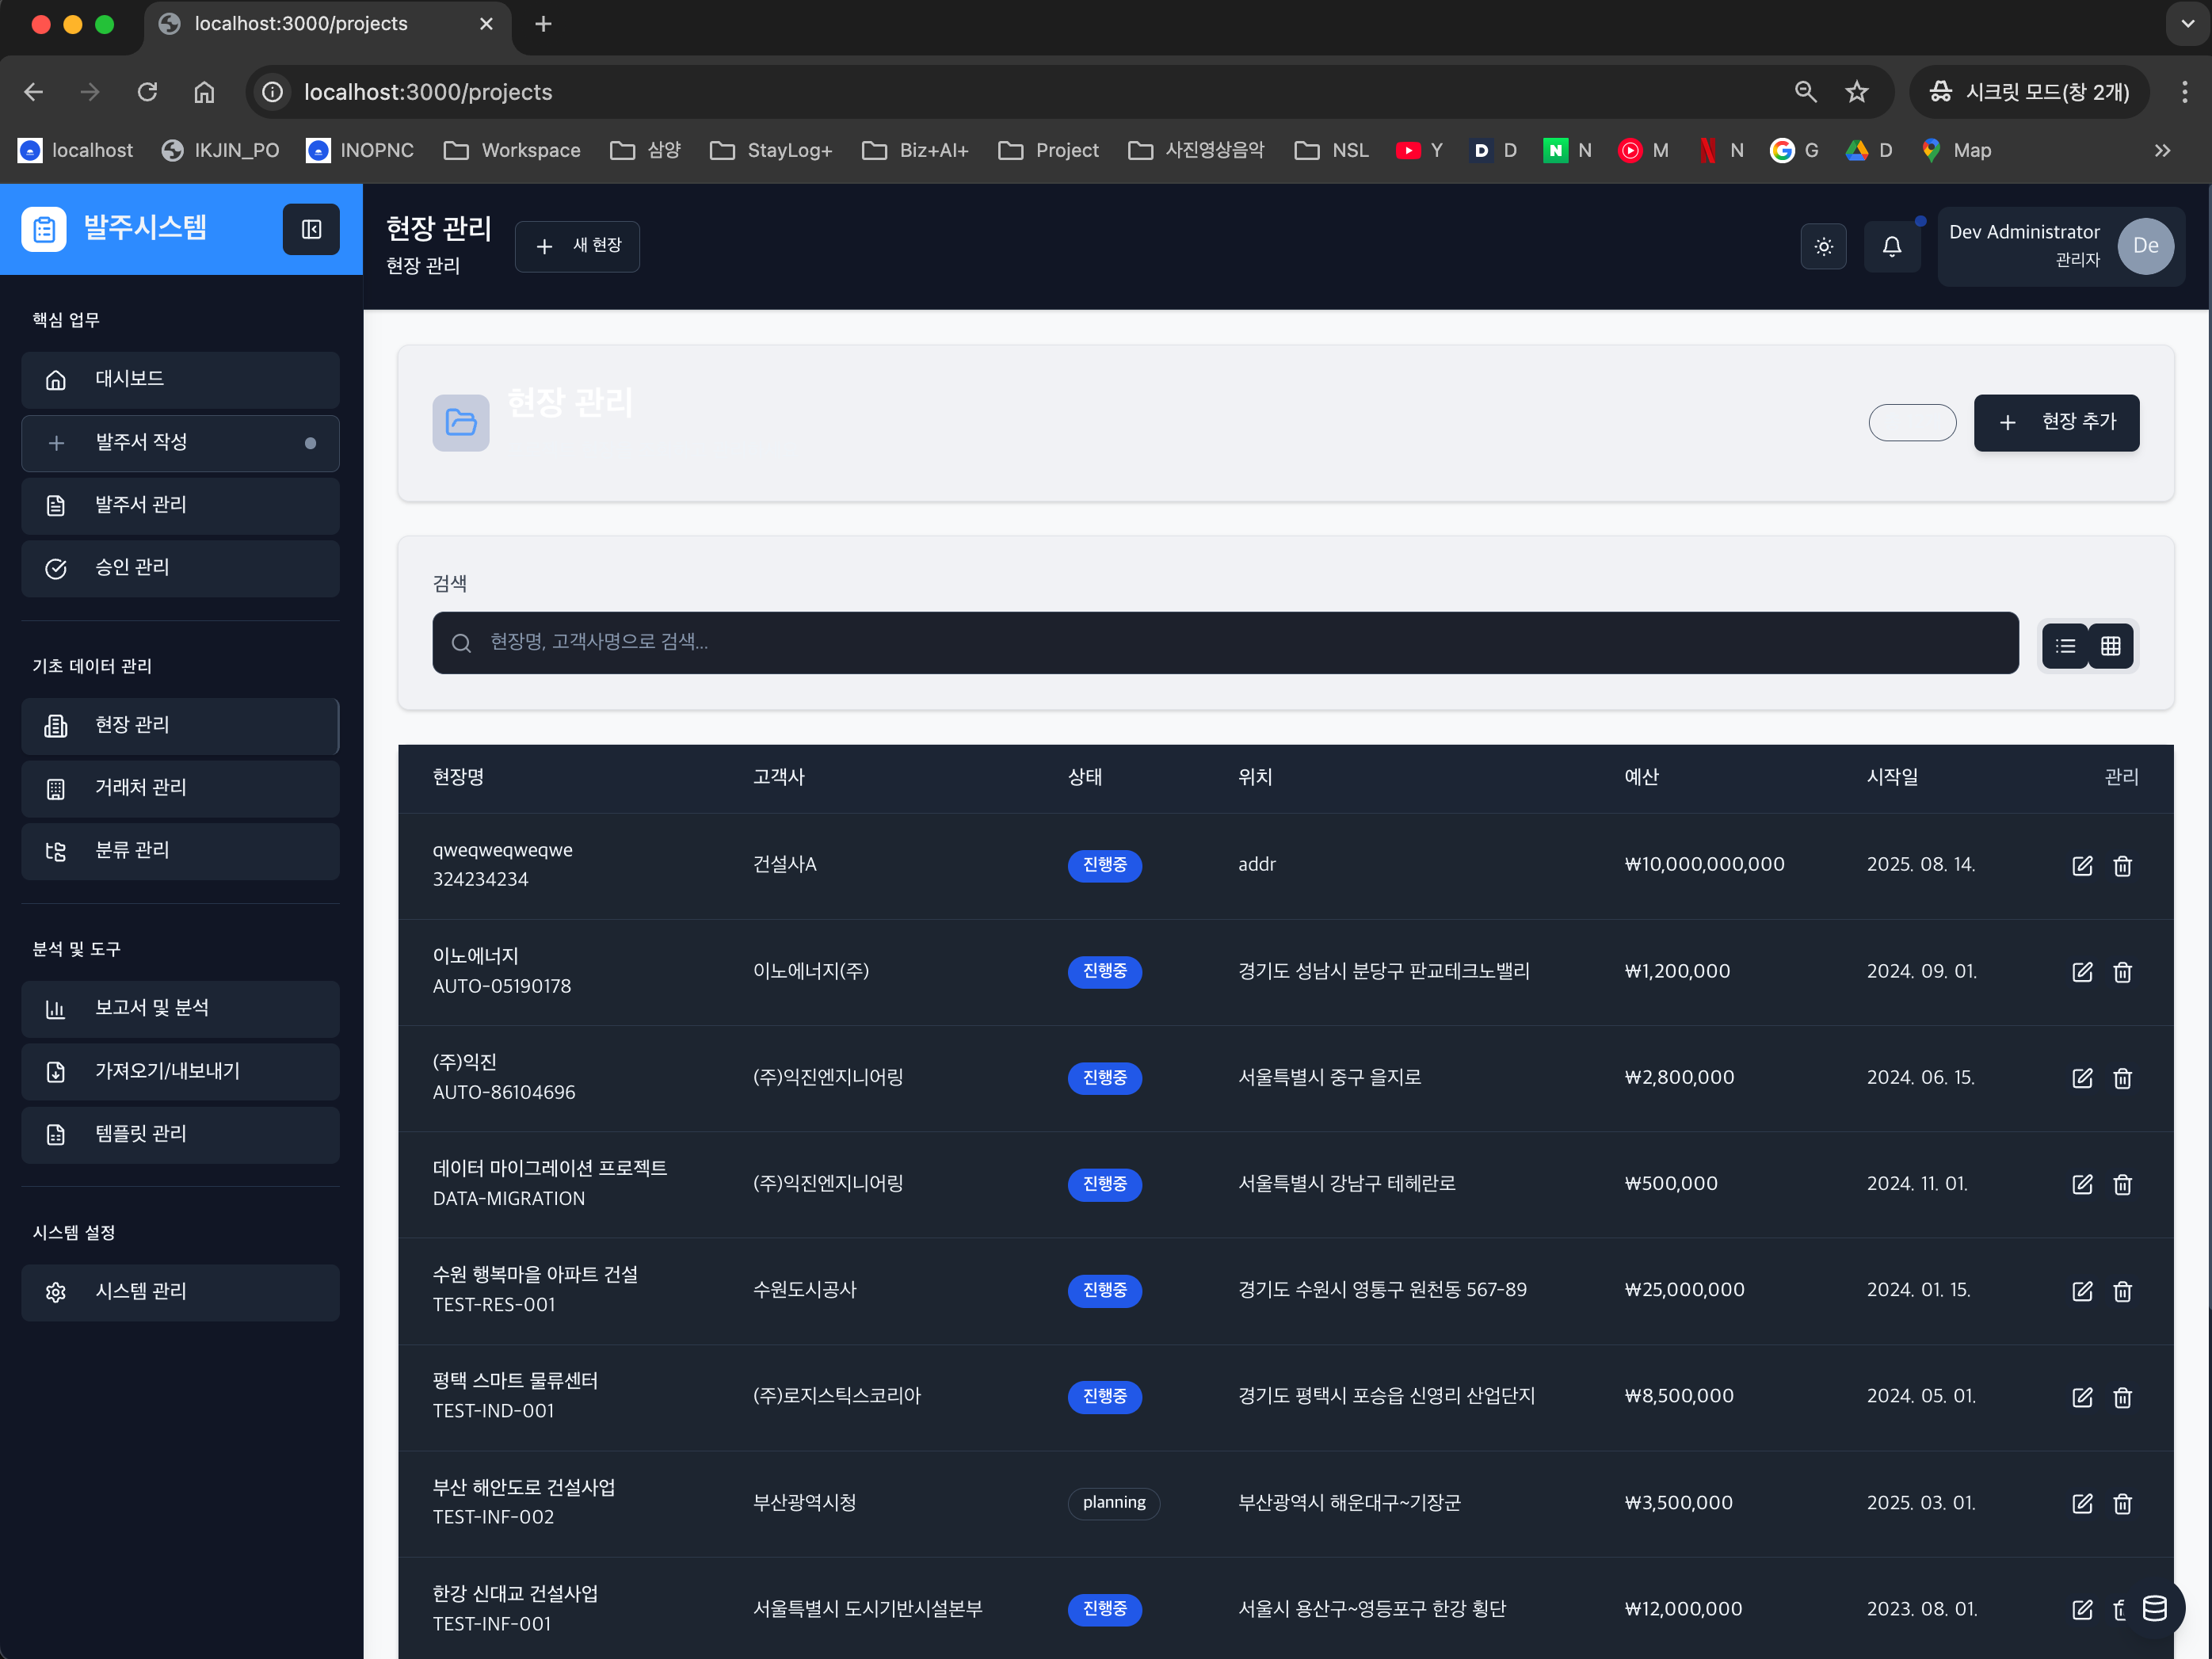 localhost:3000/projects
localhost:3000/projects
시크릿 모드(창 2개)
localhost
IKJIN_PO
INOPNC
Workspace
삼양
StayLog+
Biz+AI+
Project
사진영상음악
NSL
Y
D
N
M
N
G
D
Map
발주시스템
현장 관리
현장 관리
새 현장
Dev Administrator
관리자
De
핵심 업무
대시보드
발주서 작성
발주서 관리
승인 관리
기초 데이터 관리
현장 관리
거래처 관리
분류 관리
분석 및 도구
보고서 및 분석
가져오기/내보내기
템플릿 관리
시스템 설정
시스템 관리
현장 관리
현장 추가
검색
현장명, 고객사명으로 검색...
현장명 고객사 상태 위치 예산 시작일 관리
qweqweqweqwe
324234234
건설사A 진행중 addr ₩10,000,000,000 2025. 08. 14.
이노에너지
AUTO-05190178
이노에너지(주) 진행중 경기도 성남시 분당구 판교테크노밸리 ₩1,200,000 2024. 09. 01.
(주)익진
AUTO-86104696
(주)익진엔지니어링 진행중 서울특별시 중구 을지로 ₩2,800,000 2024. 06. 15.
데이터 마이그레이션 프로젝트
DATA-MIGRATION
(주)익진엔지니어링 진행중 서울특별시 강남구 테헤란로 ₩500,000 2024. 11. 01.
수원 행복마을 아파트 건설
TEST-RES-001
수원도시공사 진행중 경기도 수원시 영통구 원천동 567-89 ₩25,000,000 2024. 01. 15.
평택 스마트 물류센터
TEST-IND-001
(주)로지스틱스코리아 진행중 경기도 평택시 포승읍 신영리 산업단지 ₩8,500,000 2024. 05. 01.
부산 해안도로 건설사업
TEST-INF-002
부산광역시청 planning 부산광역시 해운대구~기장군 ₩3,500,000 2025. 03. 01.
한강 신대교 건설사업
TEST-INF-001
서울특별시 도시기반시설본부 진행중 서울시 용산구~영등포구 한강 횡단 ₩12,000,000 2023. 08. 01.